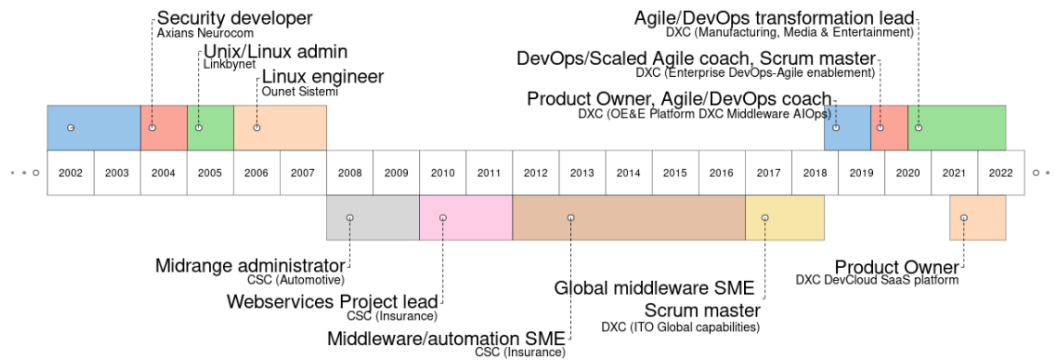 Security developer
Axians Neurocom
Unix/Linux admin
Linkbynet
Linux engineer
Ounet Sistemi
Agile/DevOps transformation lead
DXC (Manufacturing, Media & Entertainment)
DevOps/Scaled Agile coach, Scrum master
DXC (Enterprise DevOps-Agile enablement)
Product Owner, Agile/DevOps coach
DXC (OE&E Platform DXC Middleware AIOps)
2002 2003 2004 2005 2006 2007 2008 2009 2010 2011 2012 2013 2014 2015 2016 2017 2018 2019 2020 2021 2022
Midrange administrator
CSC (Automotive)
Webservices Project lead
CSC (Insurance)
Middleware/automation SME
CSC (Insurance)
Global middleware SME
Scrum master
DXC (ITO Global capabilities)
Product Owner
DXC DevCloud SaaS platform